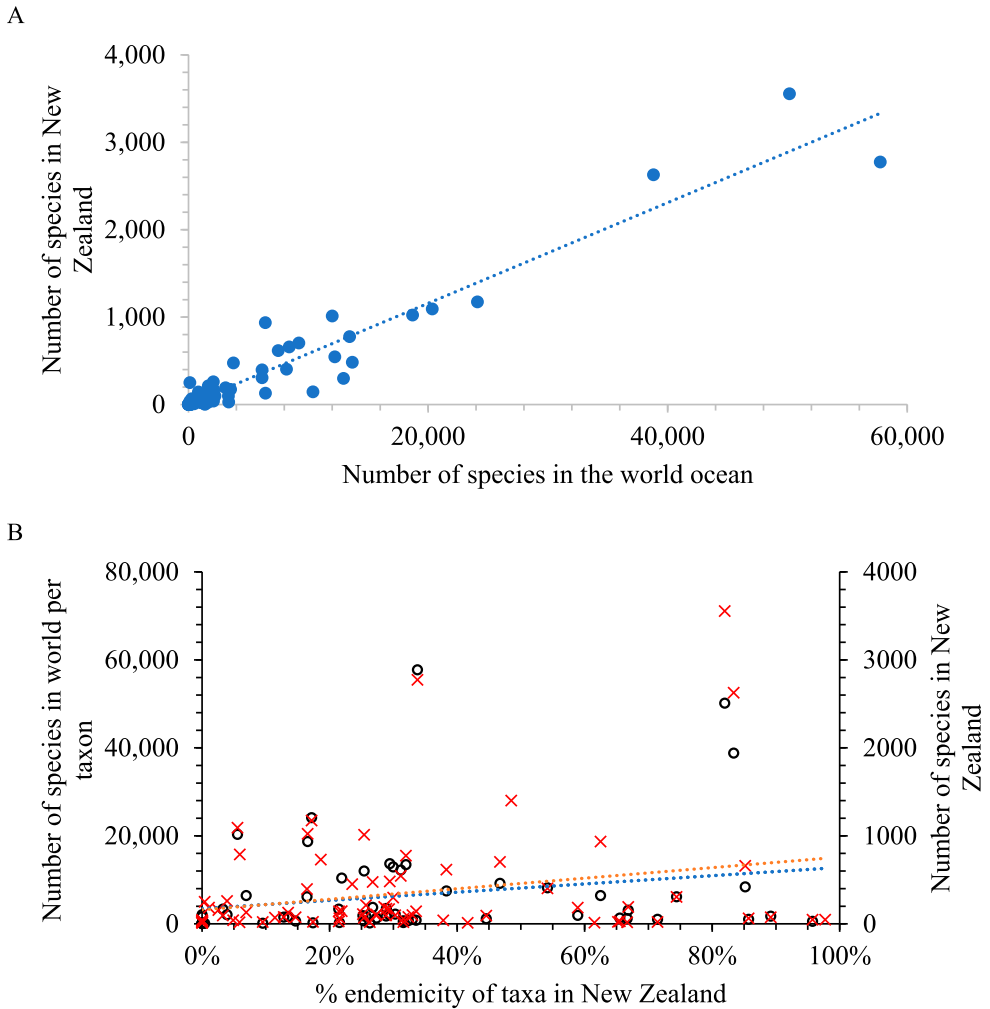 A
4,000
3,000
2,000
1,000
0
Number of species in New
Zealand
0
20,000
40,000
60,000
Number of species in the world ocean
B
80,000
60,000
40,000
20,000
0
Number of species in world per
taxon
4000
3000
2000
1000
0
Number of species in New
Zealand
0%
20%
40%
60%
80%
100%
% endemicity of taxa in New Zealand